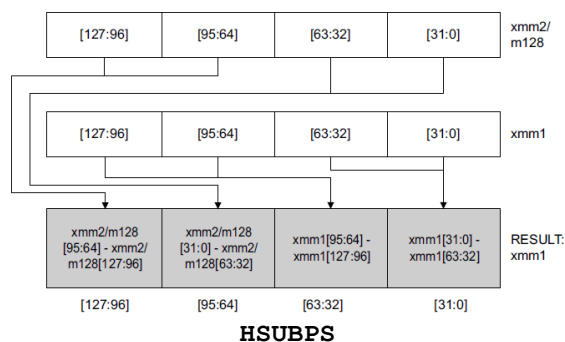 [127:96] [95:64] [63:32] [31:0] xmm2/
m128
[127:96] [95:64] [63:32] [31:0] xmm1
xmm2/m128
[95:64] - xmm2/
m128[127:96]
xmm2/m128
[31:0] - xmm2/
m128[63:32]
xmm1[95:64] -
xmm1[127:96]
xmm1[31:0] -
xmm1[63:32]
RESULT:
xmm1
[127:96] [95:64] [63:32] [31:0]
HSUBPS